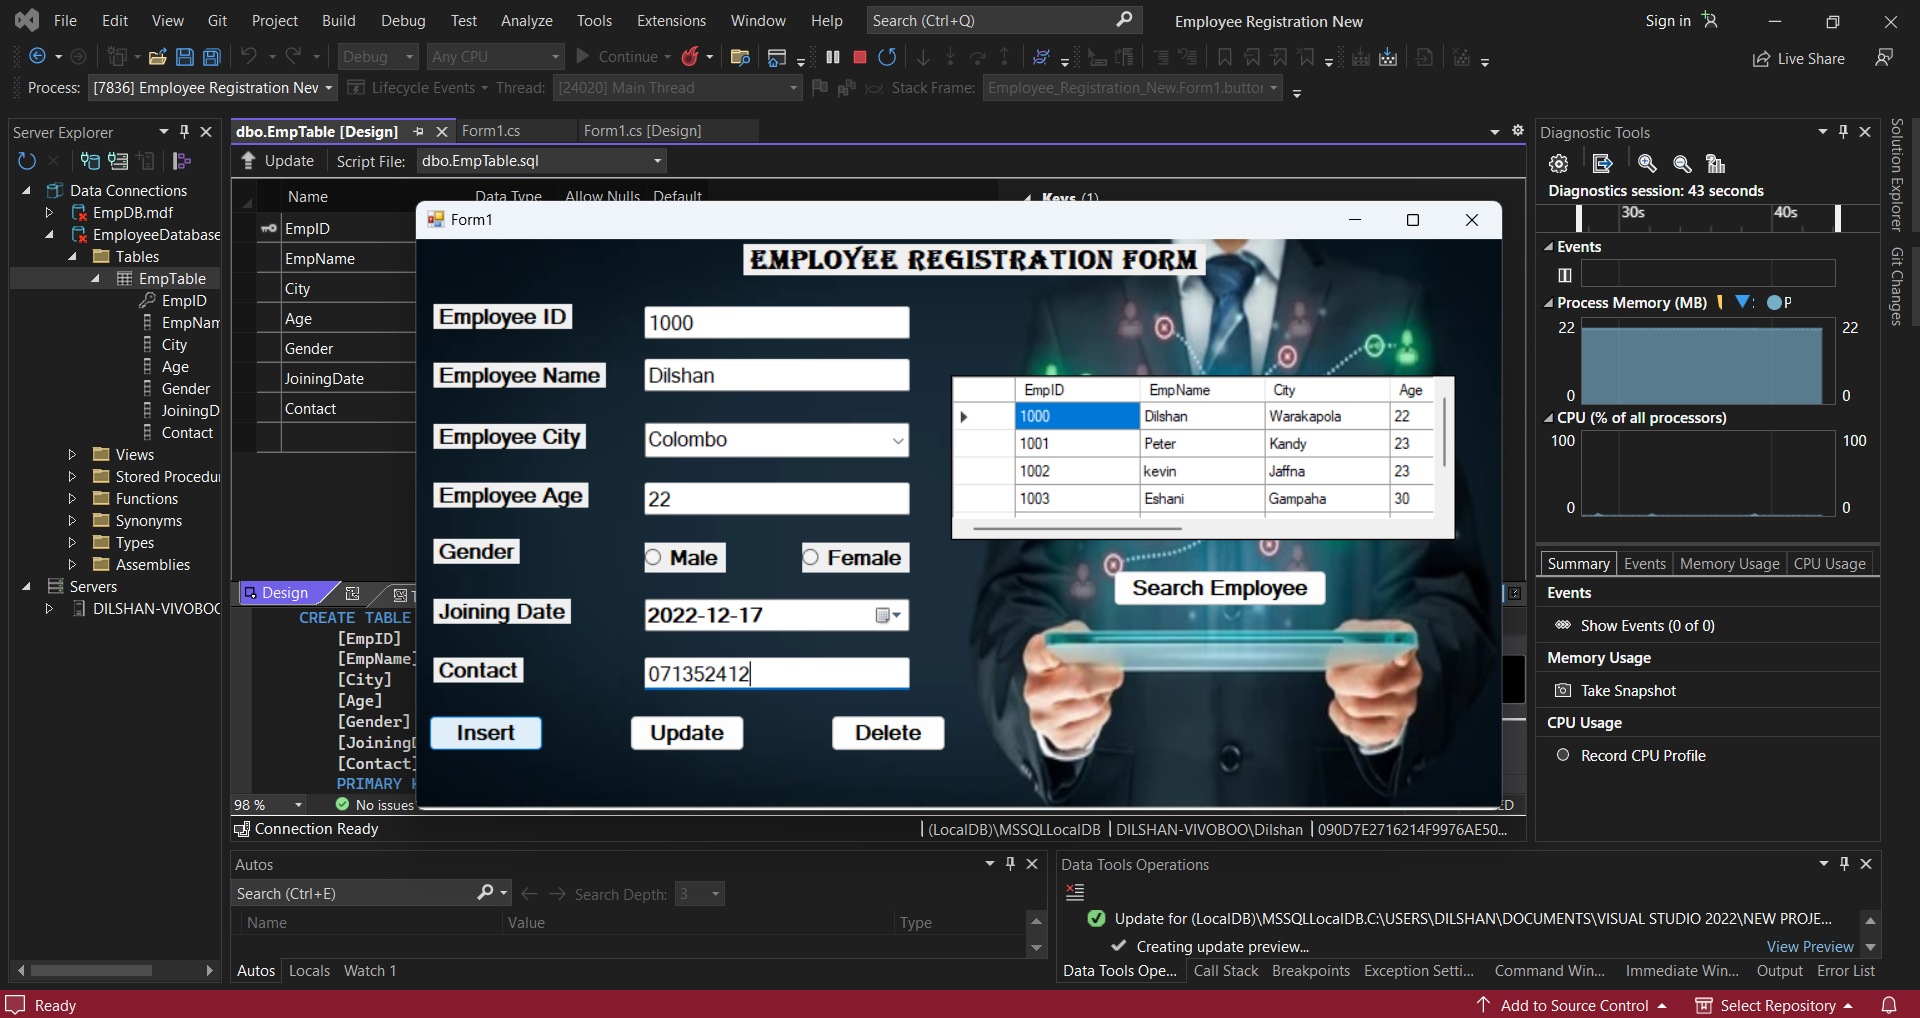 File Edit View Git Project Build Debug Test Analyze Tools Extensions Window Help Search (Ctrl+Q) Employee Registration New Sign in
Debug Any CPU Continue Live Share
Process: [7836] Employee Registration New Lifecycle Events Thread: [24020] Main Thread Stack Frame: Employee_Registration_New.Form1.button
Server Explorer
Data Connections
EmpDB.mdf
EmployeeDatabase
Tables
EmpTable
EmpID
EmpNam
City
Age
Gender
JoiningD
Contact
Views
Stored Procedu
Functions
Synonyms
Types
Assemblies
Servers
DILSHAN-VIVOBOO
dbo.EmpTable [Design] Form1.cs Form1.cs [Design]
Update Script File: dbo.EmpTable.sql
Name Data Type Allow Nulls Default
Keys (1)
EmpID
EmpName
City
Age
Gender
JoiningDate
Contact
Design
CREATE TABLE
[EmpID]
[EmpName]
[City]
[Age]
[Gender]
[JoiningD
[Contact]
PRIMARY K
98 % No issues
ED
Connection Ready (LocalDB)\MSSQLLocalDB DILSHAN-VIVOBOO\Dilshan 090D7E2716214F9976AE50...
Form1
EMPLOYEE REGISTRATION FORM
Employee ID 1000
Employee Name Dilshan
Employee City Colombo
Employee Age 22
Gender Male Female
Joining Date 2022-12-17
Contact 071352412
Insert Update Delete
EmpID EmpName City Age
1000 Dilshan Warakapola 22
1001 Peter Kandy 23
1002 kevin Jaffna 23
1003 Eshani Gampaha 30
Search Employee
Diagnostic Tools
Diagnostics session: 43 seconds
30s 40s
Events
Process Memory (MB) P
22 22
0 0
CPU (% of all processors)
100 100
0 0
Summary Events Memory Usage CPU Usage
Events
Show Events (0 of 0)
Memory Usage
Take Snapshot
CPU Usage
Record CPU Profile
Solution Explorer
Git Changes
Autos
Search (Ctrl+E) Search Depth: 3
Name Value Type
Autos Locals Watch 1
Data Tools Operations
Update for (LocalDB)\MSSQLLocalDB.C:\USERS\DILSHAN\DOCUMENTS\VISUAL STUDIO 2022\NEW PROJE...
Creating update preview... View Preview
Data Tools Ope... Call Stack Breakpoints Exception Setti... Command Win... Immediate Win... Output Error List
Ready Add to Source Control Select Repository